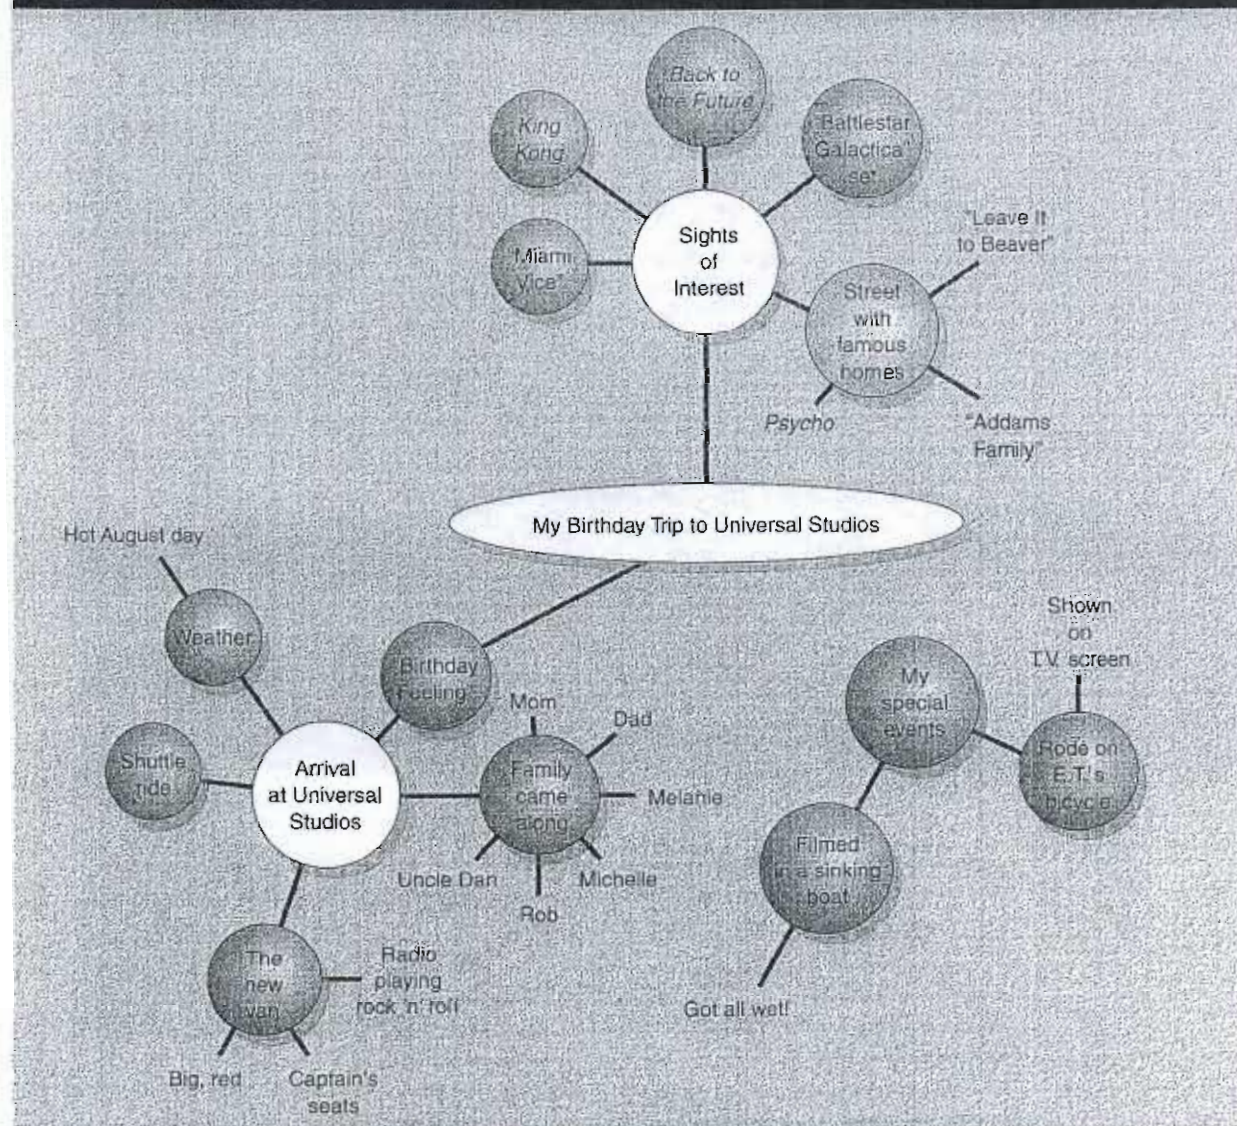 Back to
the Future
King
Kong
"Battlestar
Galactica"
set
"Miami
Vice"
Sights
of
Interest
"Leave It
to Beaver"
Street
with
famous
homes
Psycho
"Addams
Family"
My Birthday Trip to Universal Studios
Hot August day
Weather
Birthday
Feeling
Shuttle
ride
Arrival
at Universal
Studios
Mom
Dad
Family
came
along
Melanie
Uncle Dan
Michelle
Rob
The
new
van
Radio
playing
rock 'n' roll
Big, red
Captain's
seats
My
special
events
Shown
on
T.V. screen
Rode on
E.T.'s
bicycle
Filmed
in a sinking
boat
Got all wet!